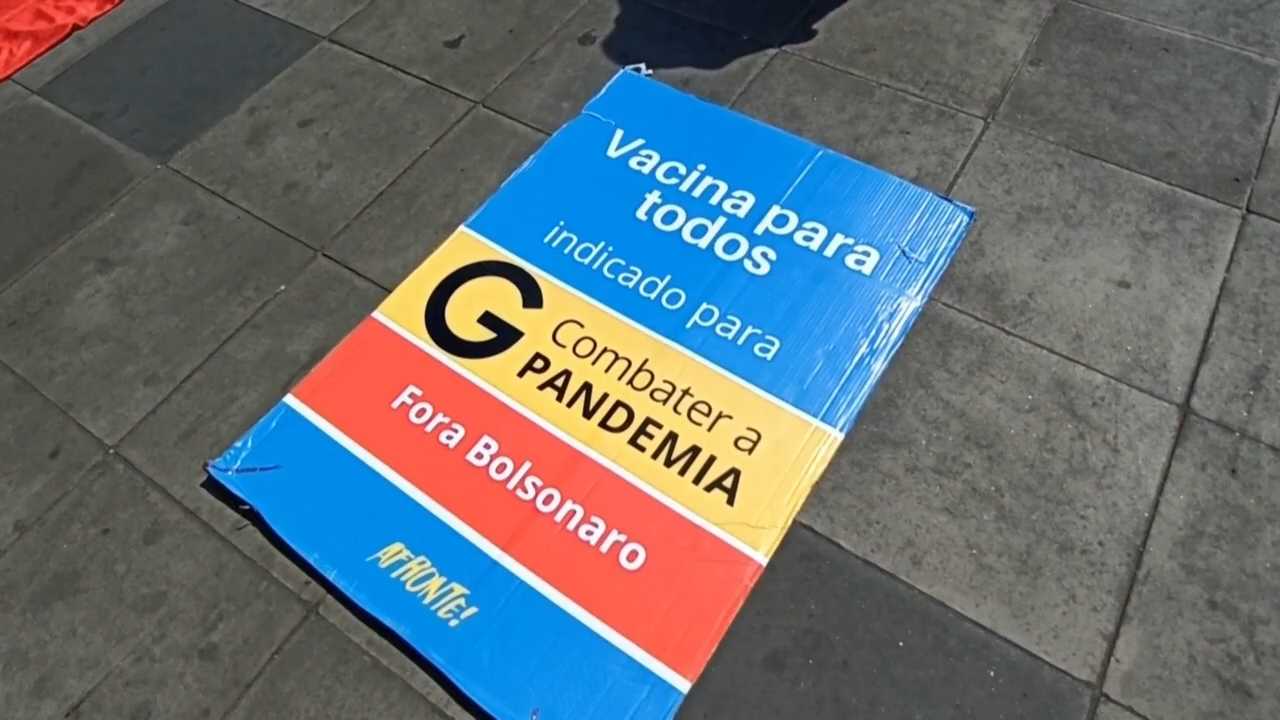 Vacina para
todos
indicado para
G Combater a
PANDEMIA
Fora Bolsonaro
AFRONTE!